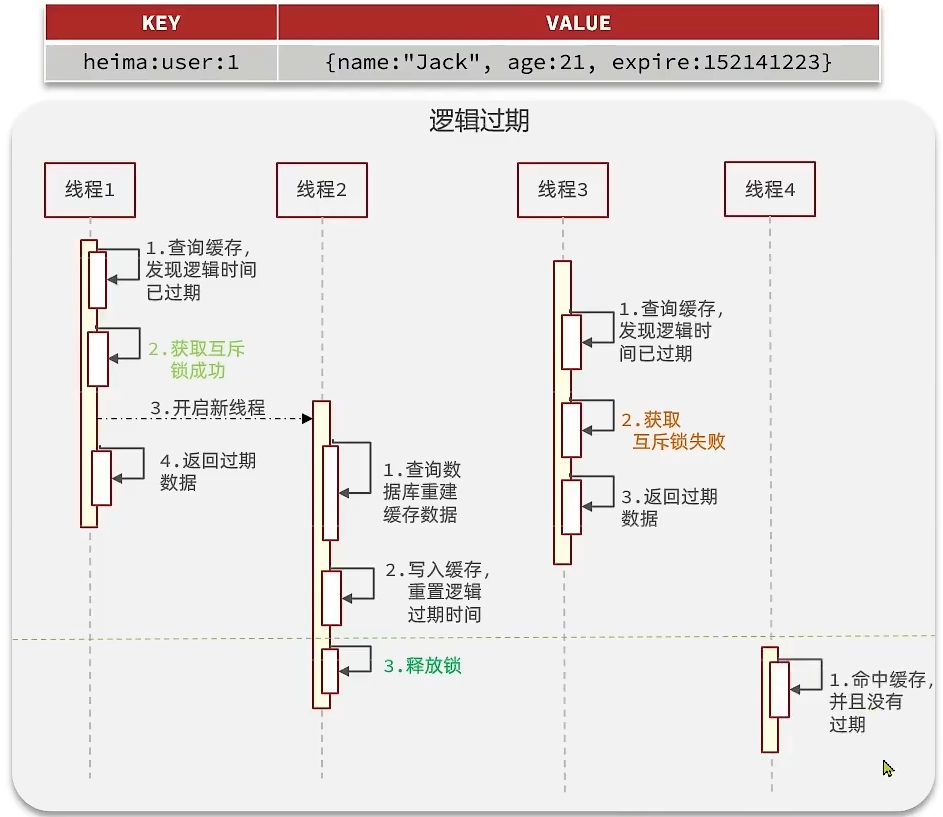 KEY VALUE
heima:user:1 {name:"Jack", age:21, expire:152141223}
逻辑过期
线程1 线程2 线程3 线程4
1.查询缓存,
发现逻辑时间
已过期
2.获取互斥
锁成功
3.开启新线程
4.返回过期
数据
1.查询数
据库重建
缓存数据
2.写入缓存,
重置逻辑
过期时间
3.释放锁
1.查询缓存,
发现逻辑时
间已过期
2.获取
互斥锁失败
3.返回过期
数据
1.命中缓存,
并且没有
过期